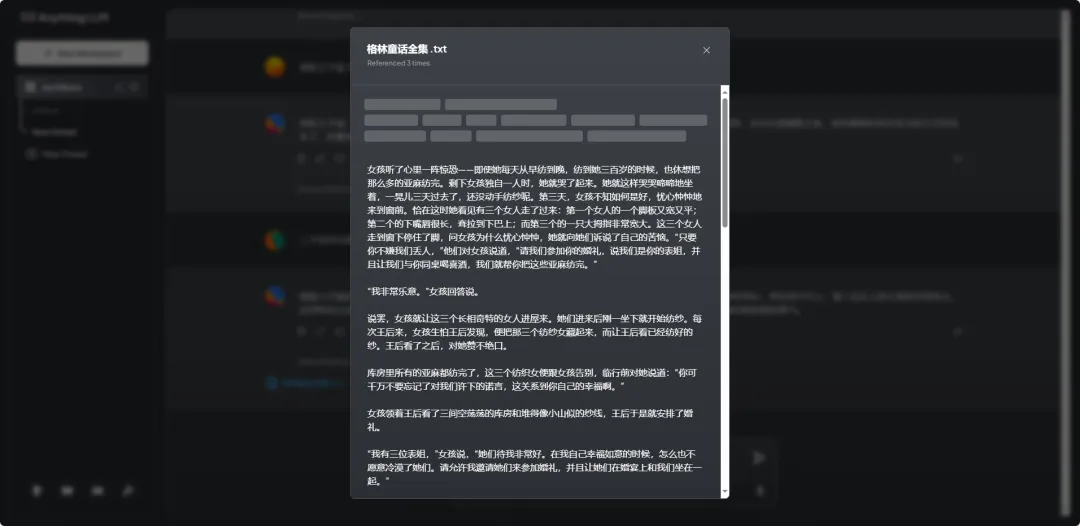 格林童话全集 .txt
Referenced 3 times.
女孩听了心里一阵惊恐——即使她每天从早纺到晚，纺到她三百岁的时候，也休想把
那么多的亚麻纺完。剩下女孩独自一人时，她就哭了起来。她就这样哭哭啼啼地坐
着，一晃儿三天过去了，还没动手纺纱呢。第三天，女孩不知如何是好，忧心忡忡地
来到窗前。恰在这时她看见有三个女人走了过来：第一个女人的一个脚板又宽又平；
第二个的下嘴唇很长，耷拉到下巴上；而第三个的一只大拇指非常宽大。这三个女人
走到窗下停住了脚，问女孩为什么忧心忡忡，她就向她们诉说了自己的苦恼。"只要
你不嫌我们丢人，"他们对女孩说道，"请我们参加你的婚礼，说我们是你的表姐，并
且让我们与你同桌喝喜酒，我们就帮你把这些亚麻纺完。"
"我非常乐意。"女孩回答说。
说罢，女孩就让这三个长相奇特的女人进屋来。她们进来后刚一坐下就开始纺纱。每
次王后来，女孩生怕王后发现，便把那三个纺纱女藏起来，而让王后看已经纺好的
纱。王后看了之后，对她赞不绝口。
库房里所有的亚麻都纺完了，这三个纺织女便跟女孩告别，临行前对她说道："你可
千万不要忘记了对我们许下的诺言，这关系到你自己的幸福啊。"
女孩领着王后看了三间空荡荡的库房和堆得像小山似的纱线，王后于是就安排了婚
礼。
"我有三位表姐，"女孩说，"她们待我非常好。在我自己幸福如意的时候，怎么也不
愿意冷漠了她们。请允许我邀请她们来参加婚礼，并且让她们在婚宴上和我们坐在一
起。"